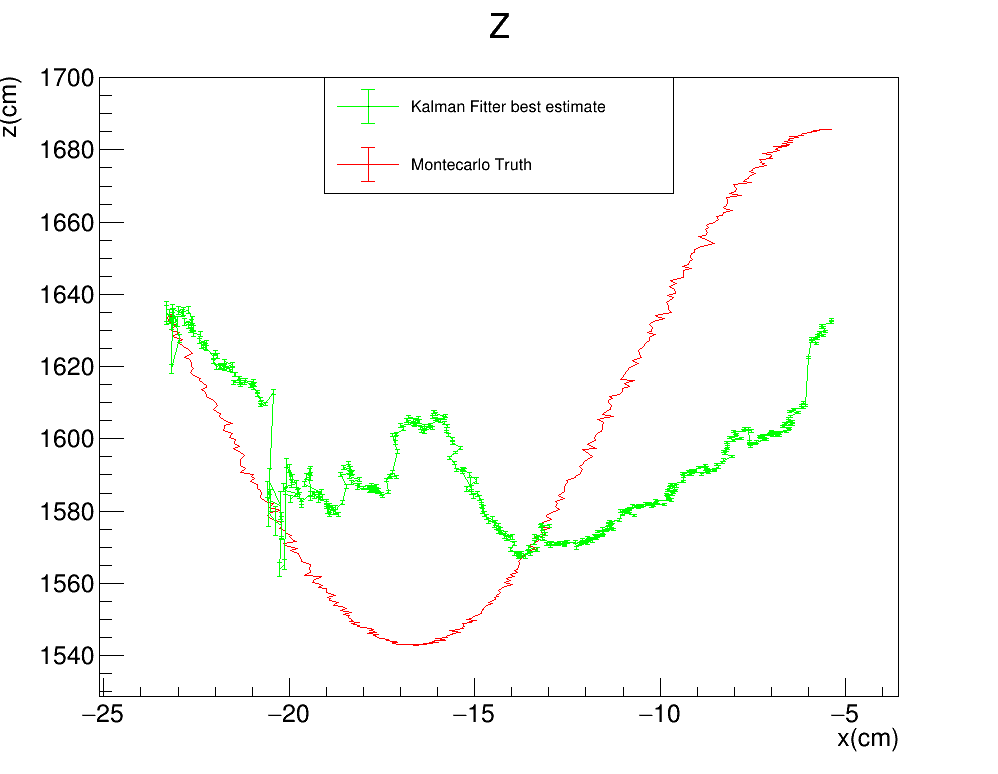 Z
z(cm)
1700
1680
1660
1640
1620
1600
1580
1560
1540
Kalman Fitter best estimate
Montecarlo Truth
−25 −20 −15 −10 −5
x(cm)